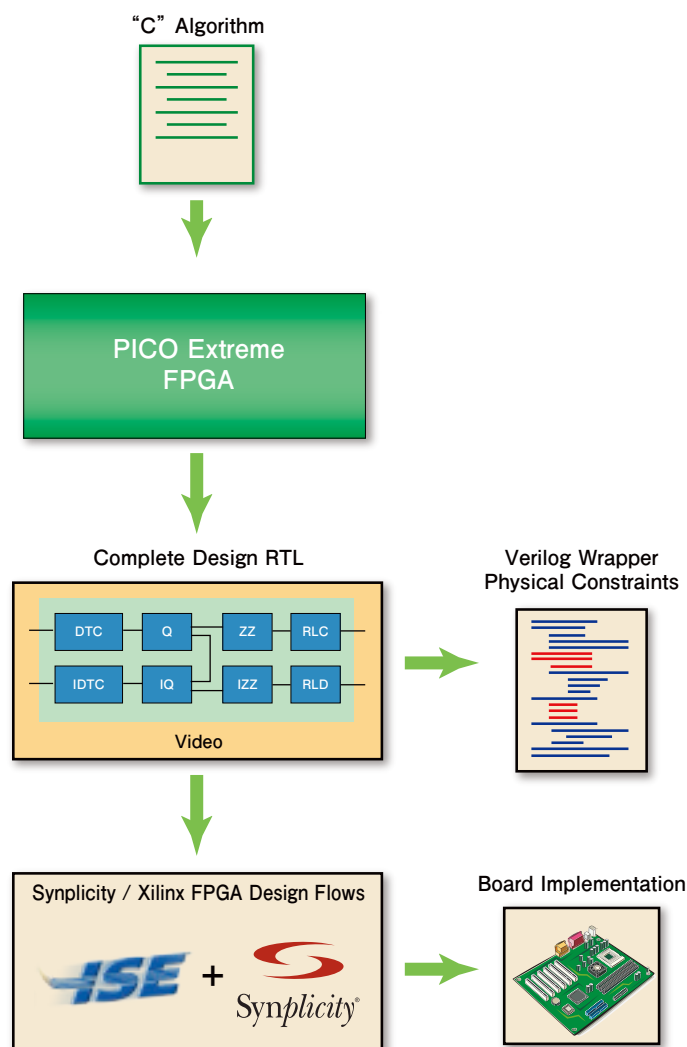 “C” Algorithm
PICO Extreme
FPGA
Complete Design RTL
Verilog Wrapper
Physical Constraints
DTC
Q
ZZ
RLC
IDTC
IQ
IZZ
RLD
Video
Synplicity / Xilinx FPGA Design Flows
Board Implementation
ISE + Synplicity®